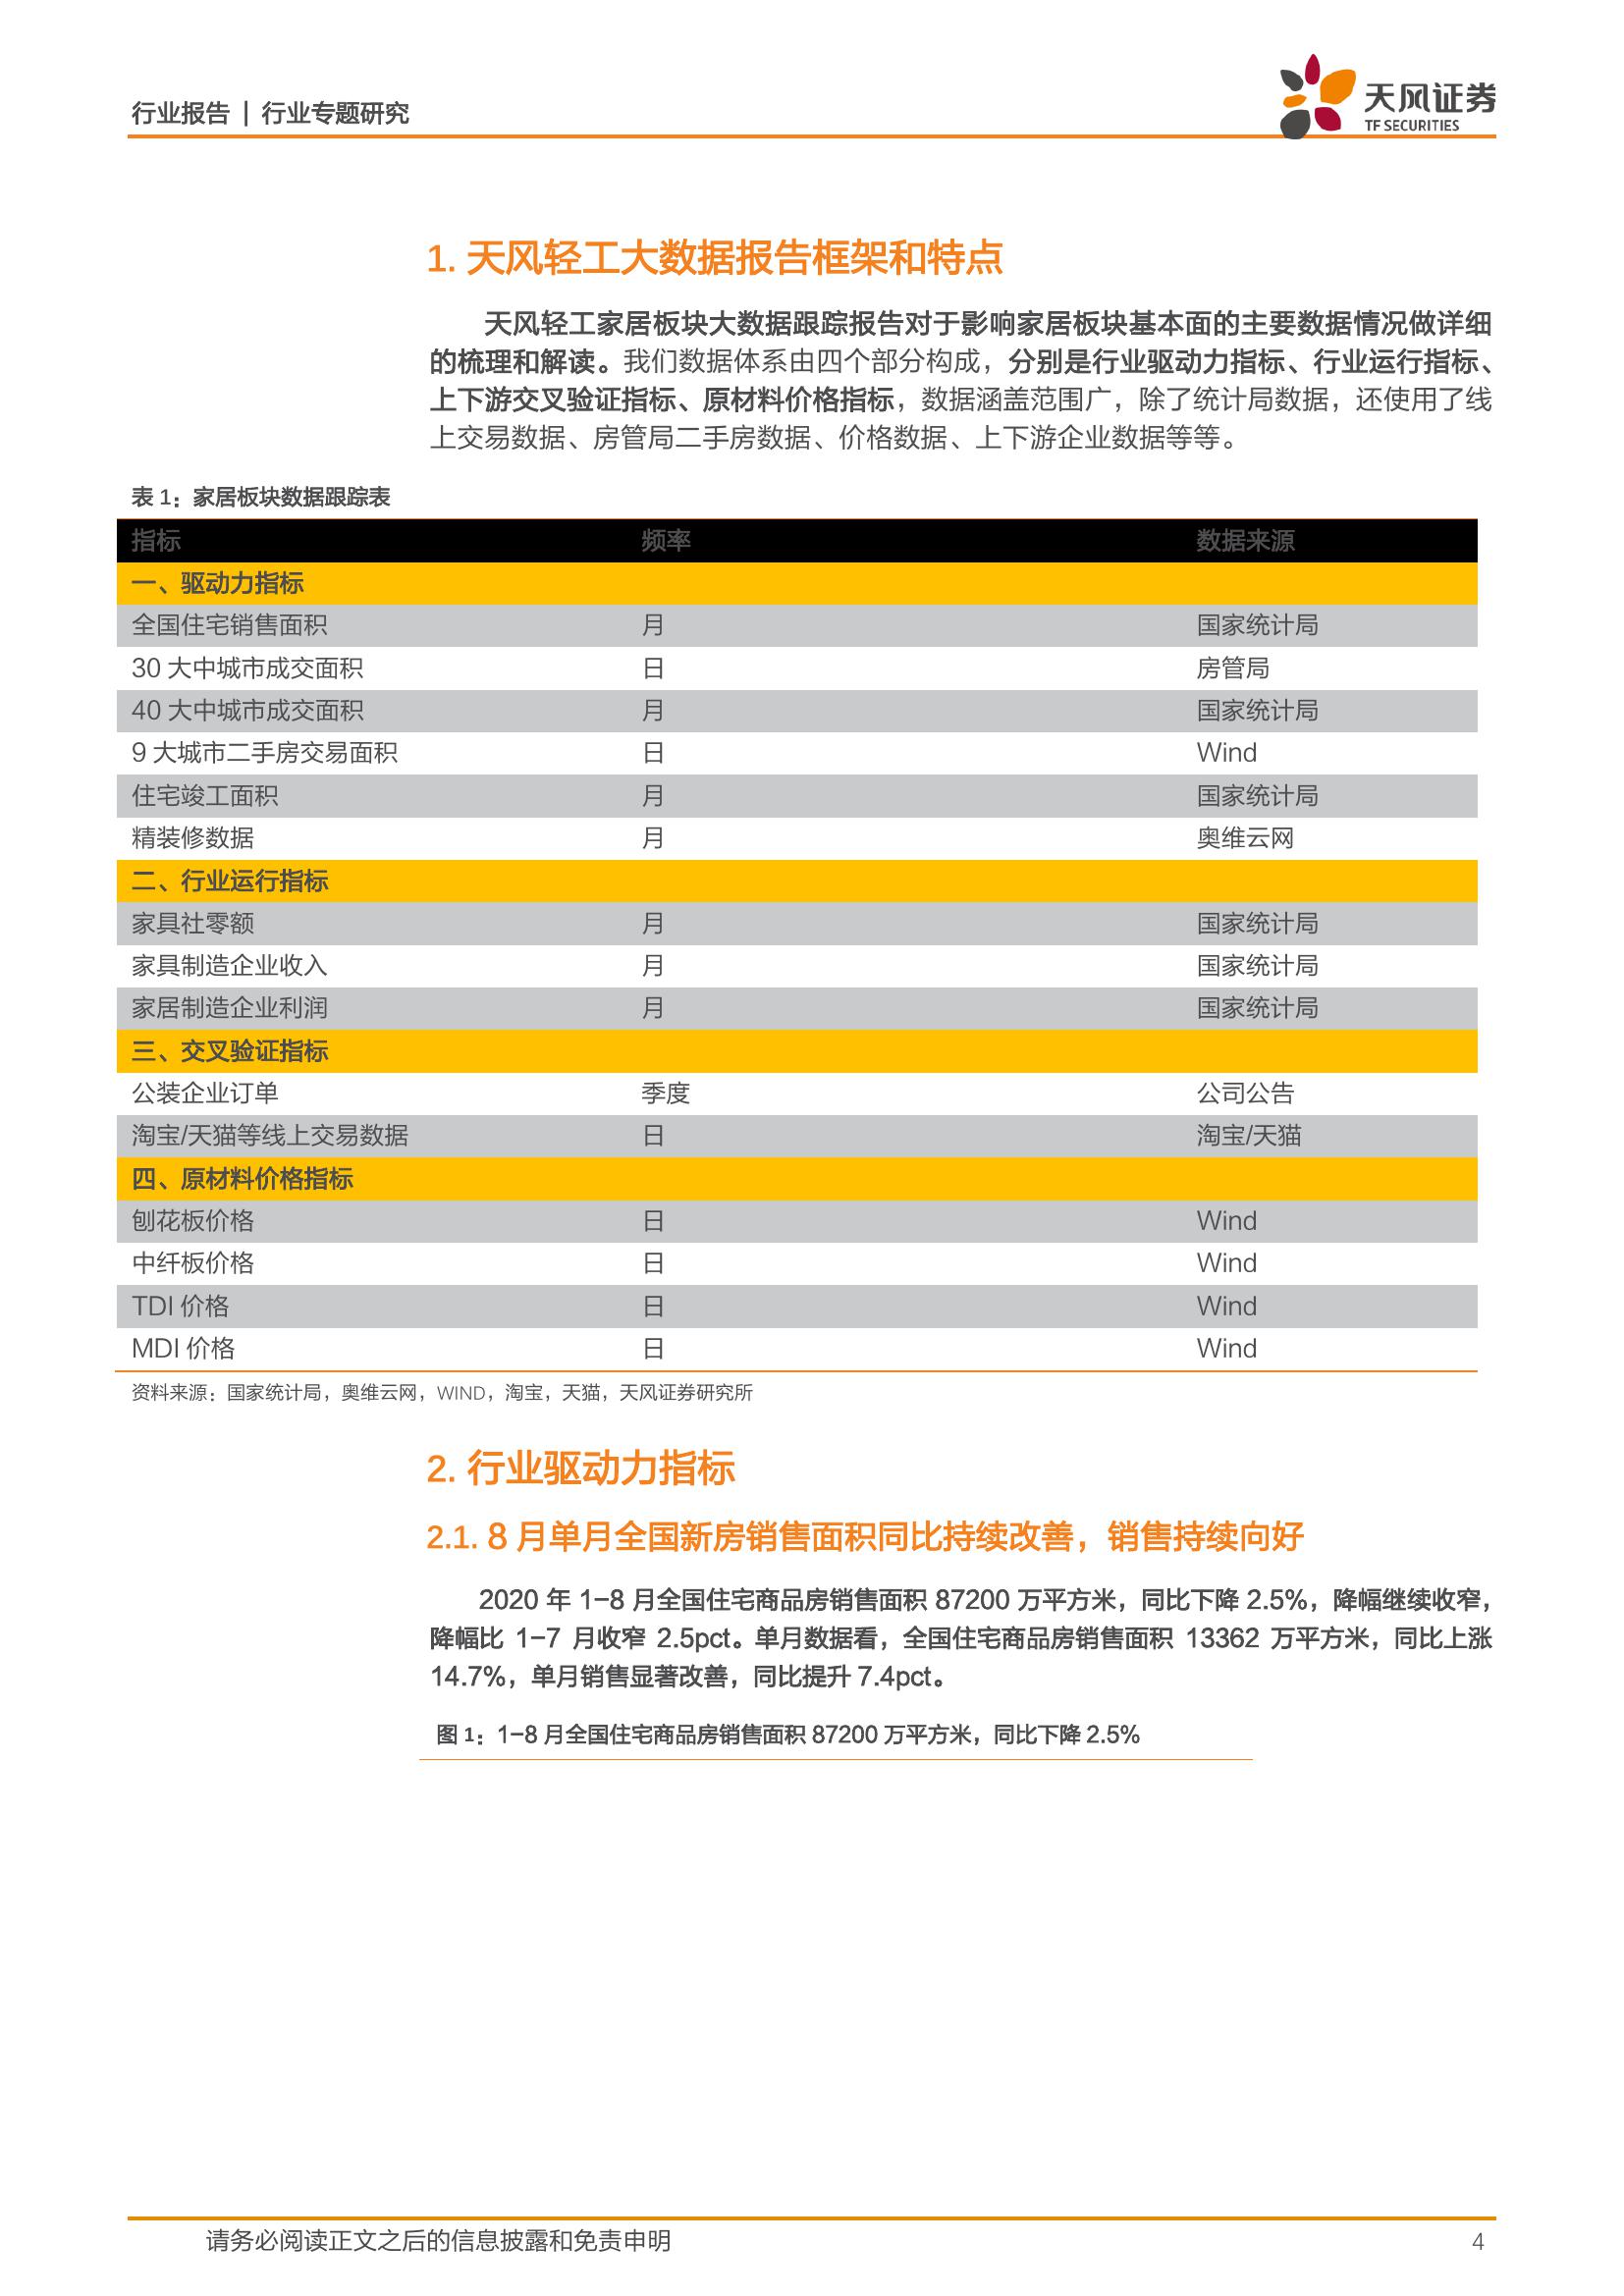 行业报告 | 行业专题研究
天风证券
TF SECURITIES
1. 天风轻工大数据报告框架和特点
天风轻工家居板块大数据跟踪报告对于影响家居板块基本面的主要数据情况做详细
的梳理和解读。我们数据体系由四个部分构成，分别是行业驱动力指标、行业运行指标、
上下游交叉验证指标、原材料价格指标，数据涵盖范围广，除了统计局数据，还使用了线
上交易数据、房管局二手房数据、价格数据、上下游企业数据等等。
表 1：家居板块数据跟踪表
指标 频率 数据来源
一、驱动力指标
全国住宅销售面积 月 国家统计局
30 大中城市成交面积 日 房管局
40 大中城市成交面积 月 国家统计局
9 大城市二手房交易面积 日 Wind
住宅竣工面积 月 国家统计局
精装修数据 月 奥维云网
二、行业运行指标
家具社零额 月 国家统计局
家具制造企业收入 月 国家统计局
家居制造企业利润 月 国家统计局
三、交叉验证指标
公装企业订单 季度 公司公告
淘宝/天猫等线上交易数据 日 淘宝/天猫
四、原材料价格指标
刨花板价格 日 Wind
中纤板价格 日 Wind
TDI 价格 日 Wind
MDI 价格 日 Wind
资料来源：国家统计局，奥维云网，WIND，淘宝，天猫，天风证券研究所
2. 行业驱动力指标
2.1. 8 月单月全国新房销售面积同比持续改善，销售持续向好
2020 年 1-8 月全国住宅商品房销售面积 87200 万平方米，同比下降 2.5%，降幅继续收窄，
降幅比 1-7 月收窄 2.5pct。单月数据看，全国住宅商品房销售面积 13362 万平方米，同比上涨
14.7%，单月销售显著改善，同比提升 7.4pct。
图 1：1-8 月全国住宅商品房销售面积 87200 万平方米，同比下降 2.5%
请务必阅读正文之后的信息披露和免责申明 4